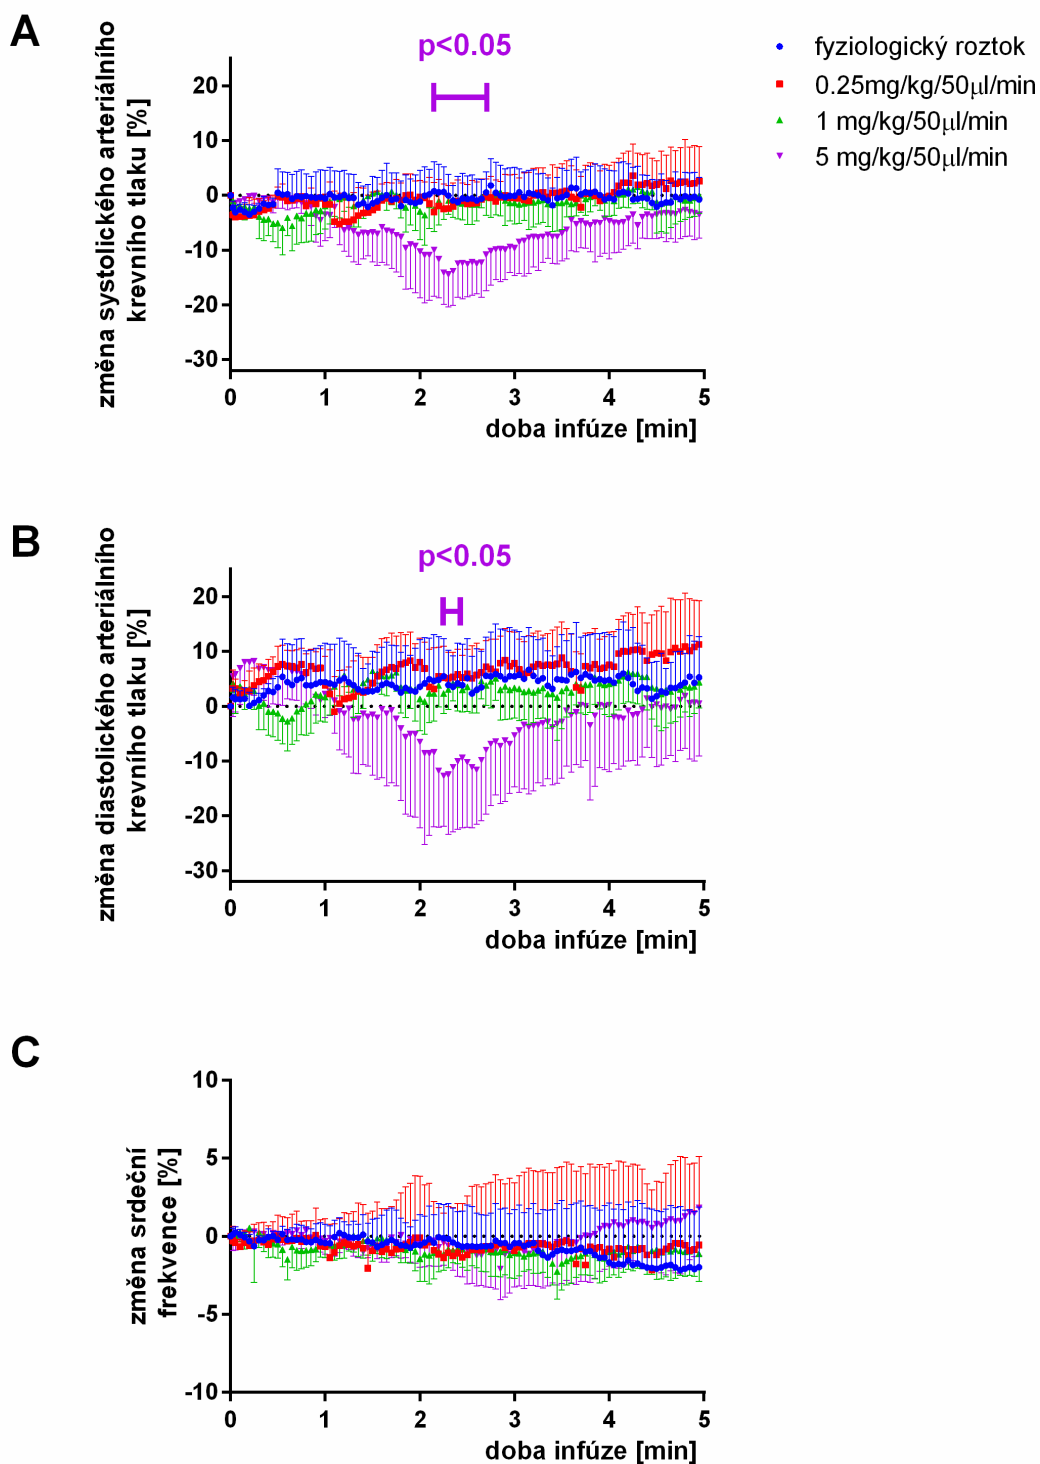 A
p<0.05
fyziologický roztok
0.25mg/kg/50µl/min
1 mg/kg/50µl/min
5 mg/kg/50µl/min
změna systolického arteriálního
krevního tlaku [%]
20
10
0
-10
-20
-30
0 1 2 3 4 5
doba infúze [min]
B
p<0.05
změna diastolického arteriálního
krevního tlaku [%]
20
10
0
-10
-20
-30
0 1 2 3 4 5
doba infúze [min]
C
změna srdeční
frekvence [%]
10
5
0
-5
-10
0 1 2 3 4 5
doba infúze [min]